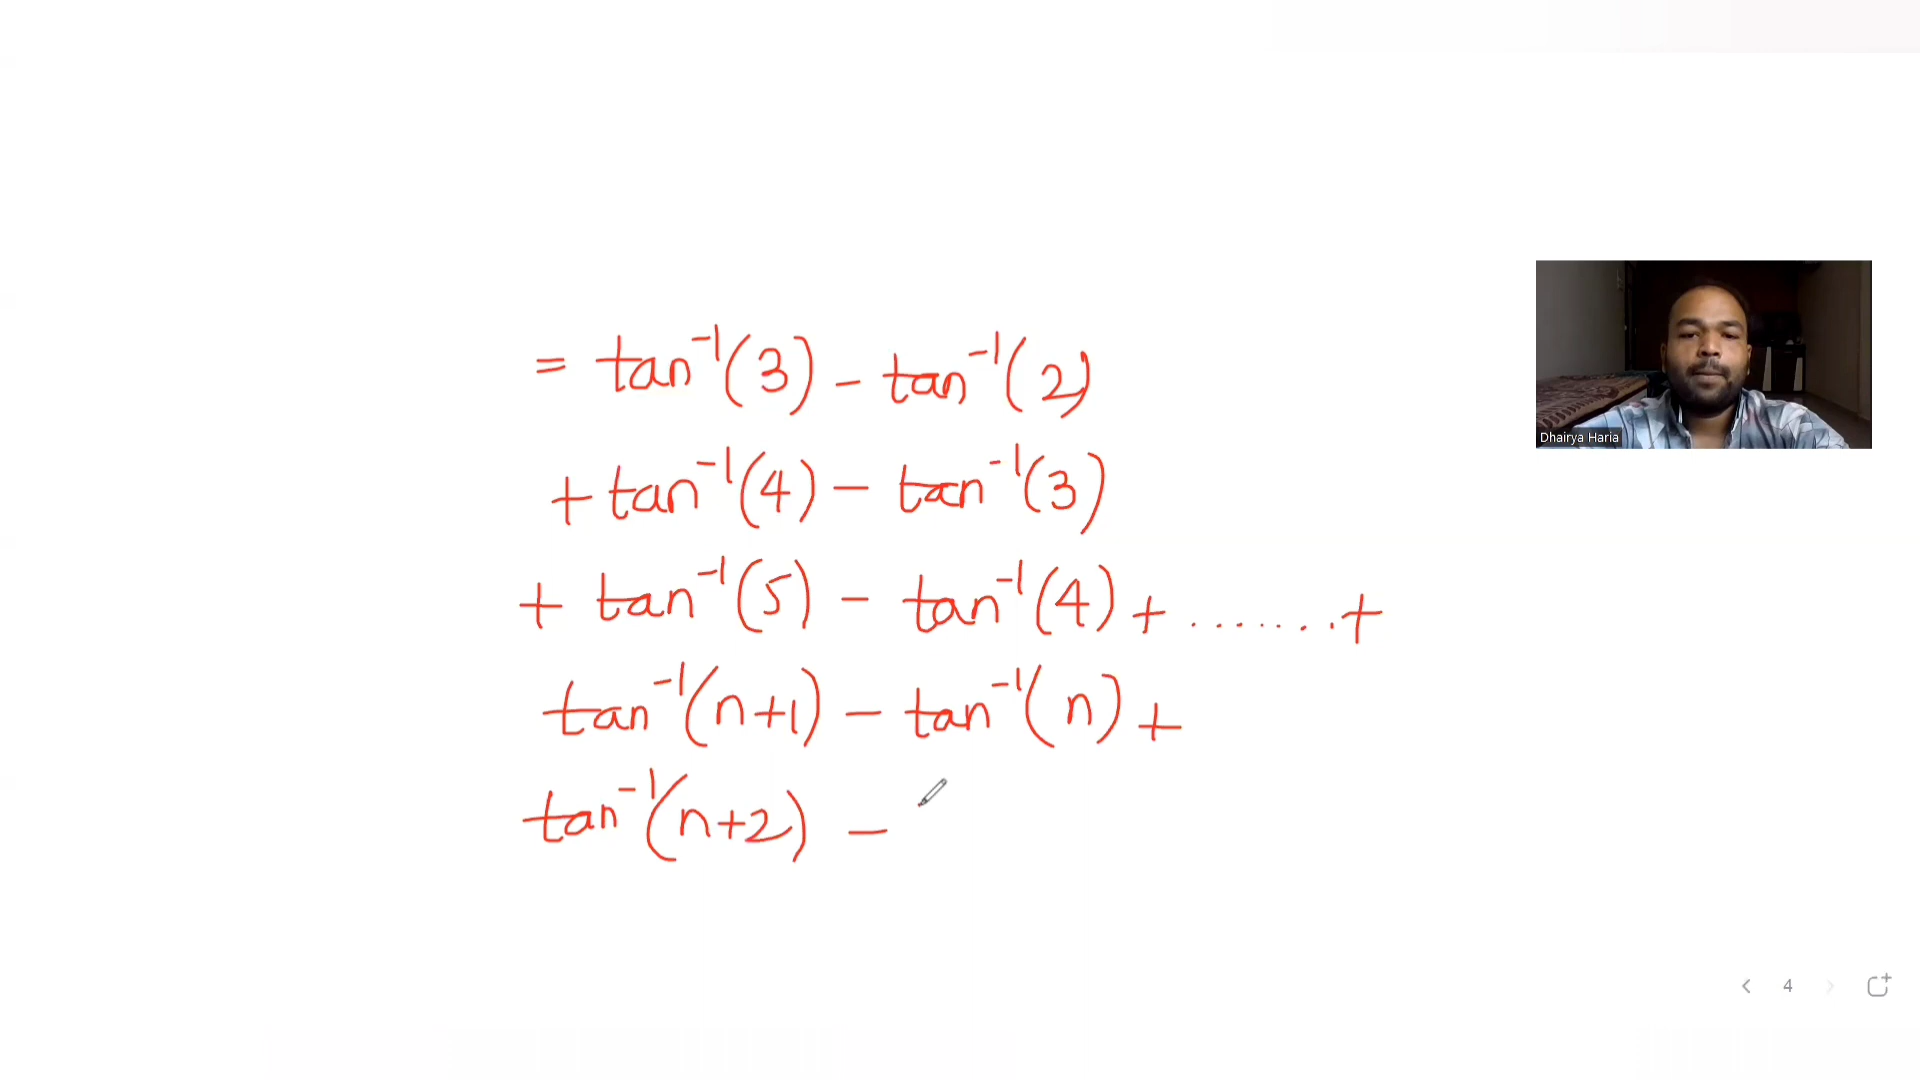 = tan⁻¹(3) - tan⁻¹(2)
+ tan⁻¹(4) - tan⁻¹(3)
+ tan⁻¹(5) - tan⁻¹(4) + ....... +
tan⁻¹(n+1) - tan⁻¹(n) +
tan⁻¹(n+2) -
Dhairya Haria
4